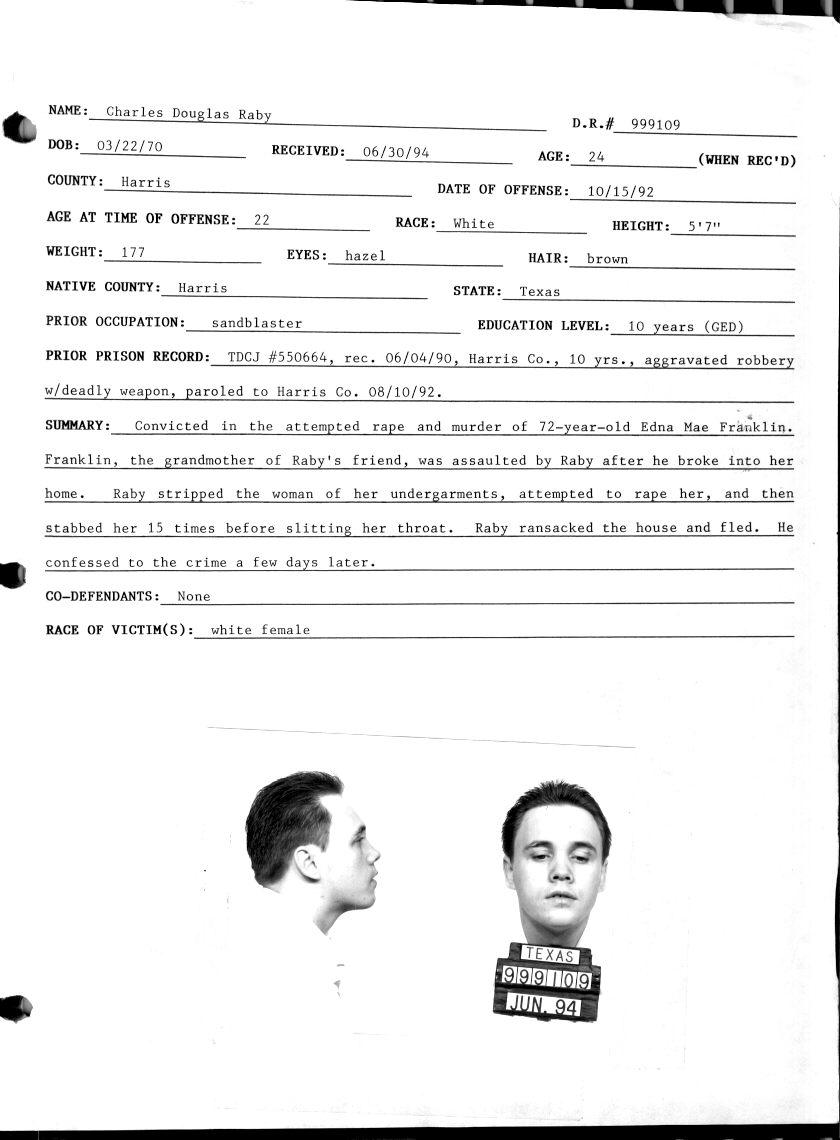 NAME: Charles Douglas Raby D.R.# 999109
DOB: 03/22/70 RECEIVED: 06/30/94 AGE: 24 (WHEN REC'D)
COUNTY: Harris DATE OF OFFENSE: 10/15/92
AGE AT TIME OF OFFENSE: 22 RACE: White HEIGHT: 5'7"
WEIGHT: 177 EYES: hazel HAIR: brown
NATIVE COUNTY: Harris STATE: Texas
PRIOR OCCUPATION: sandblaster EDUCATION LEVEL: 10 years (GED)
PRIOR PRISON RECORD: TDCJ #550664, rec. 06/04/90, Harris Co., 10 yrs., aggravated robbery
w/deadly weapon, paroled to Harris Co. 08/10/92.
SUMMARY: Convicted in the attempted rape and murder of 72-year-old Edna Mae Franklin.
Franklin, the grandmother of Raby's friend, was assaulted by Raby after he broke into her
home. Raby stripped the woman of her undergarments, attempted to rape her, and then
stabbed her 15 times before slitting her throat. Raby ransacked the house and fled. He
confessed to the crime a few days later.
CO-DEFENDANTS: None
RACE OF VICTIM(S): white female
TEXAS
999109
JUN. 94